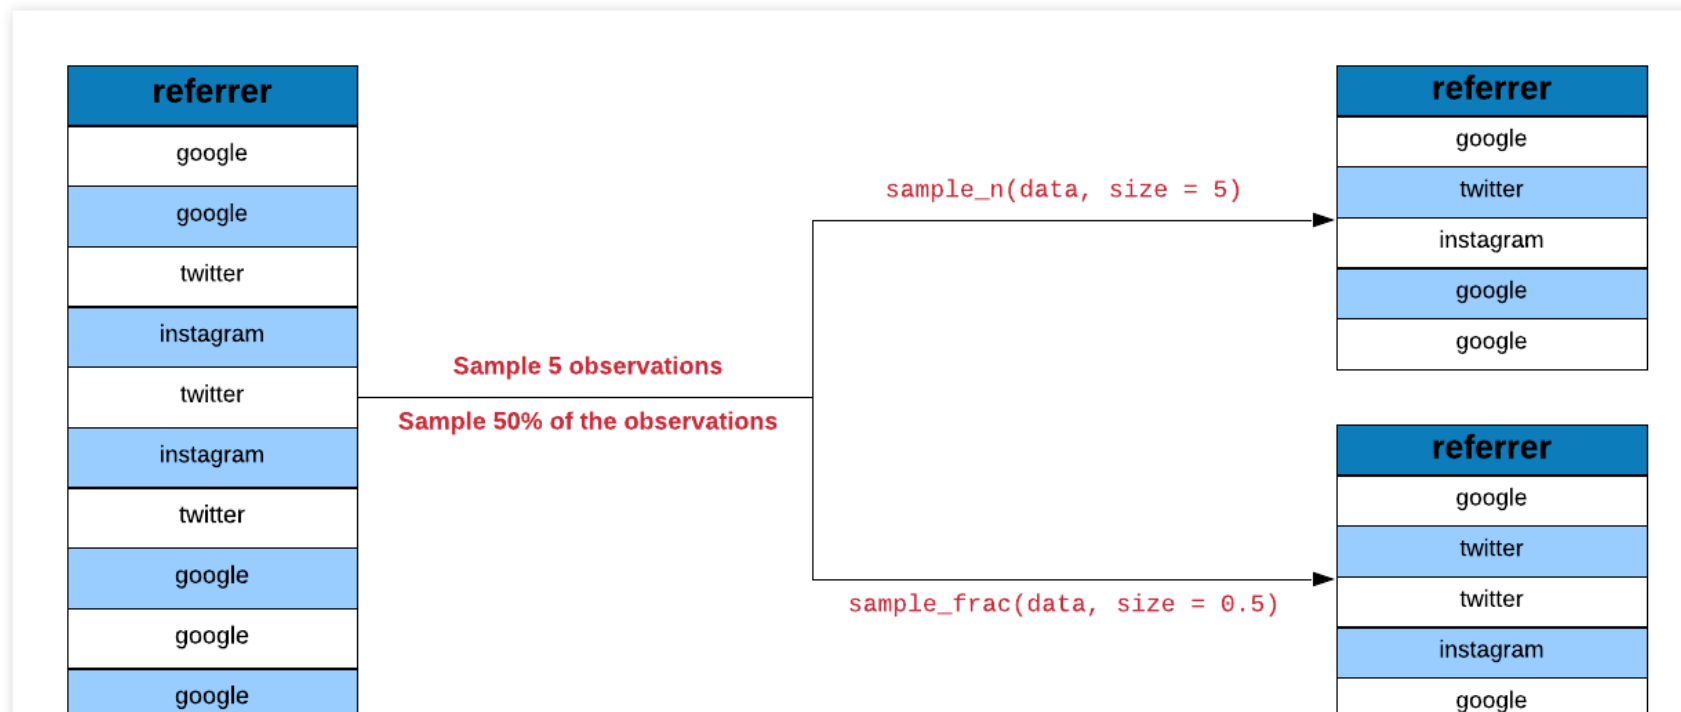 referrer
google
google
twitter
instagram
twitter
instagram
twitter
google
google
google
Sample 5 observations
Sample 50% of the observations
sample_n(data, size = 5)
sample_frac(data, size = 0.5)
referrer
google
twitter
instagram
google
google
referrer
google
twitter
twitter
instagram
google